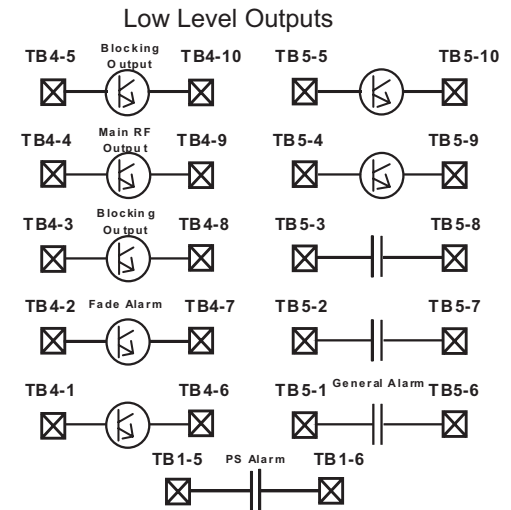 Low Level Outputs
TB4-5 Blocking Output TB4-10 TB5-5 TB5-10
TB4-4 Main RF Output TB4-9 TB5-4 TB5-9
TB4-3 Blocking Output TB4-8 TB5-3 TB5-8
TB4-2 Fade Alarm TB4-7 TB5-2 TB5-7
TB4-1 TB4-6 TB5-1 General Alarm TB5-6
TB1-5 PS Alarm TB1-6